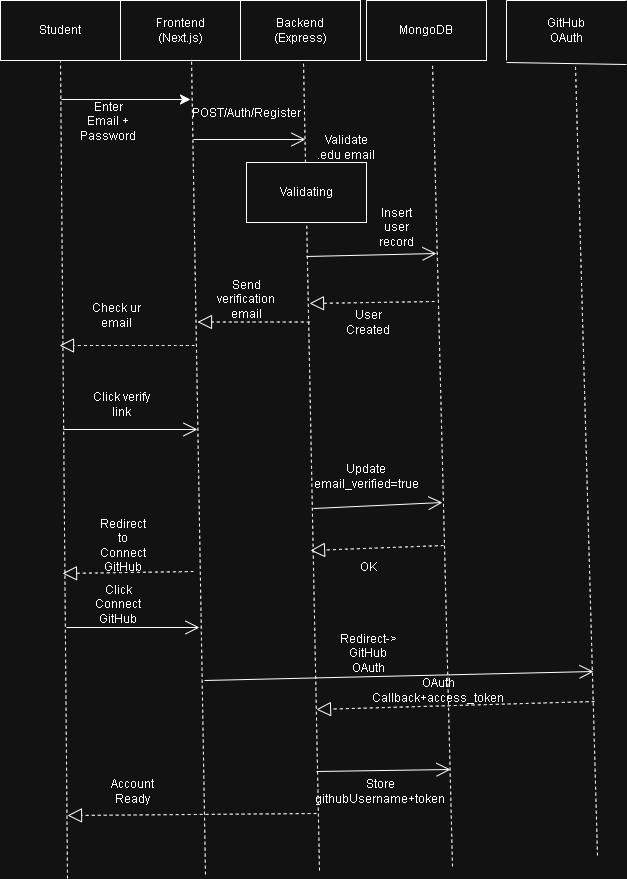 Student
Frontend
(Next.js)
Backend
(Express)
MongoDB
GitHub
OAuth
Enter
Email +
Password
POST/Auth/Register
Validate
.edu email
Validating
Insert
user
record
Send
verification
email
User
Created
Check ur
email
Click verify
link
Update
email_verified=true
Redirect
to
Connect
GitHub
OK
Click
Connect
GitHub
Redirect->
GitHub
OAuth
OAuth
Callback+access_token
Store
githubUsername+token
Account
Ready